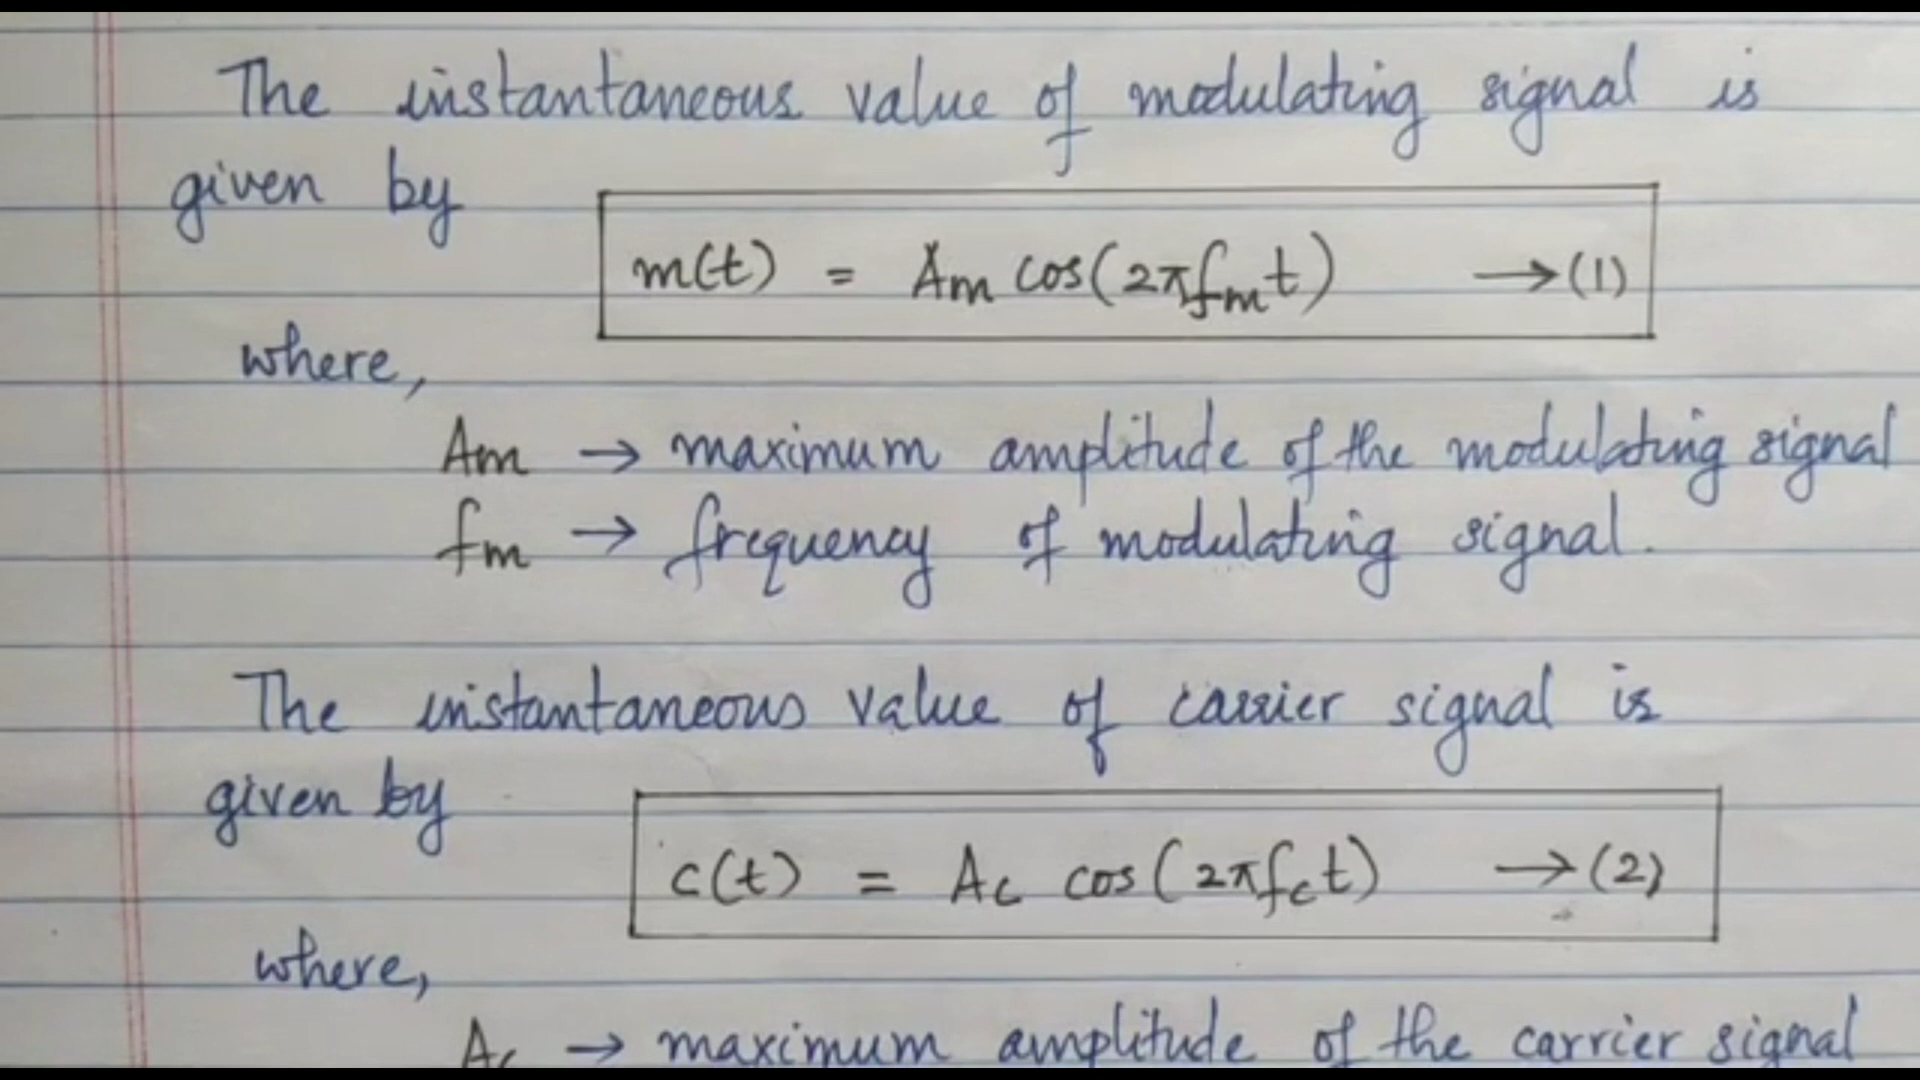 The instantaneous value of modulating signal is
given by
m(t) = Am cos(2πfmt) →(1)
where,
Am → maximum amplitude of the modulating signal
fm → frequency of modulating signal.
The instantaneous value of carrier signal is
given by
c(t) = Ac cos(2πfct) →(2)
where,
Ac → maximum amplitude of the carrier signal